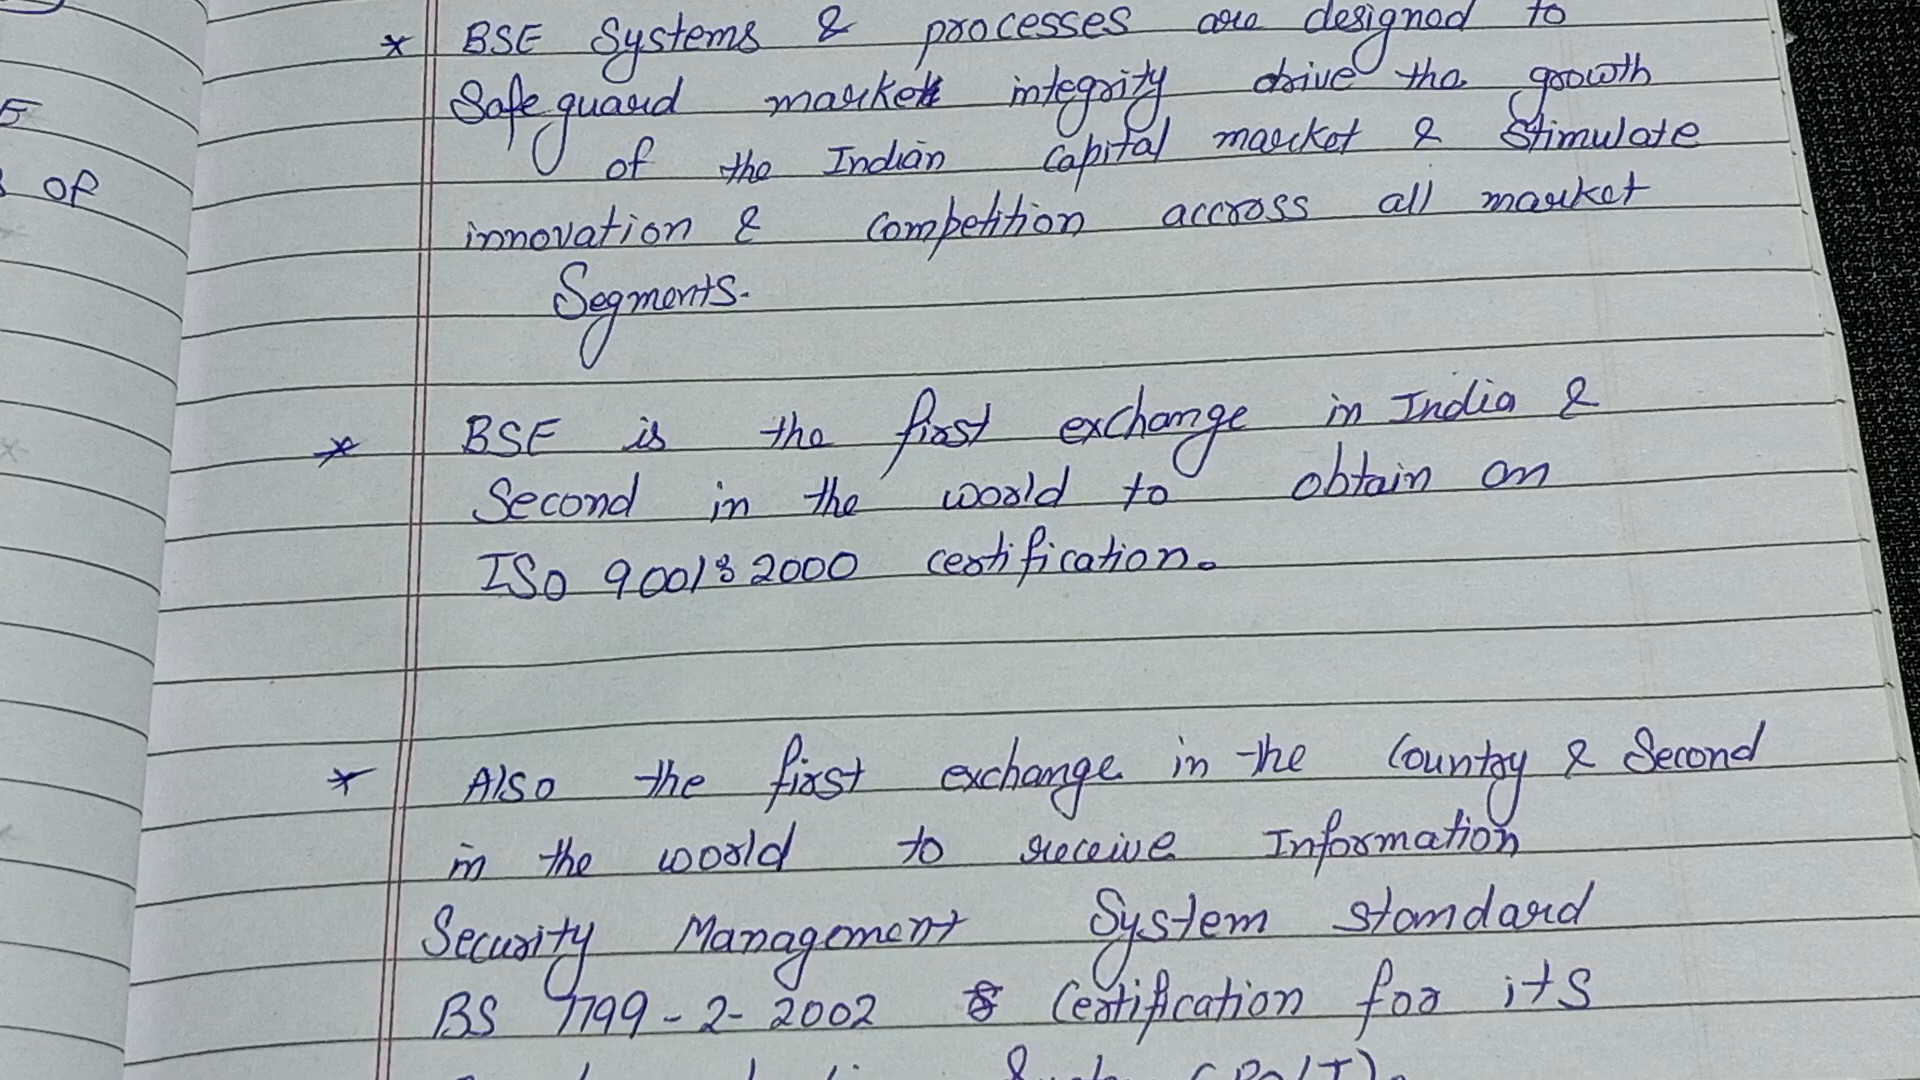 * BSE Systems & processes are designed to
Safe guard market integrity drive the growth
of the Indian Capital market & Stimulate
innovation & Competition accross all market
Segments.
* BSE is the first exchange in India &
Second in the world to obtain an
ISO 9001:2000 certification.
* Also the first exchange in the Country & Second
in the world to receive Information
Security Management System standard
BS 7799-2-2002 Certification for its
OF